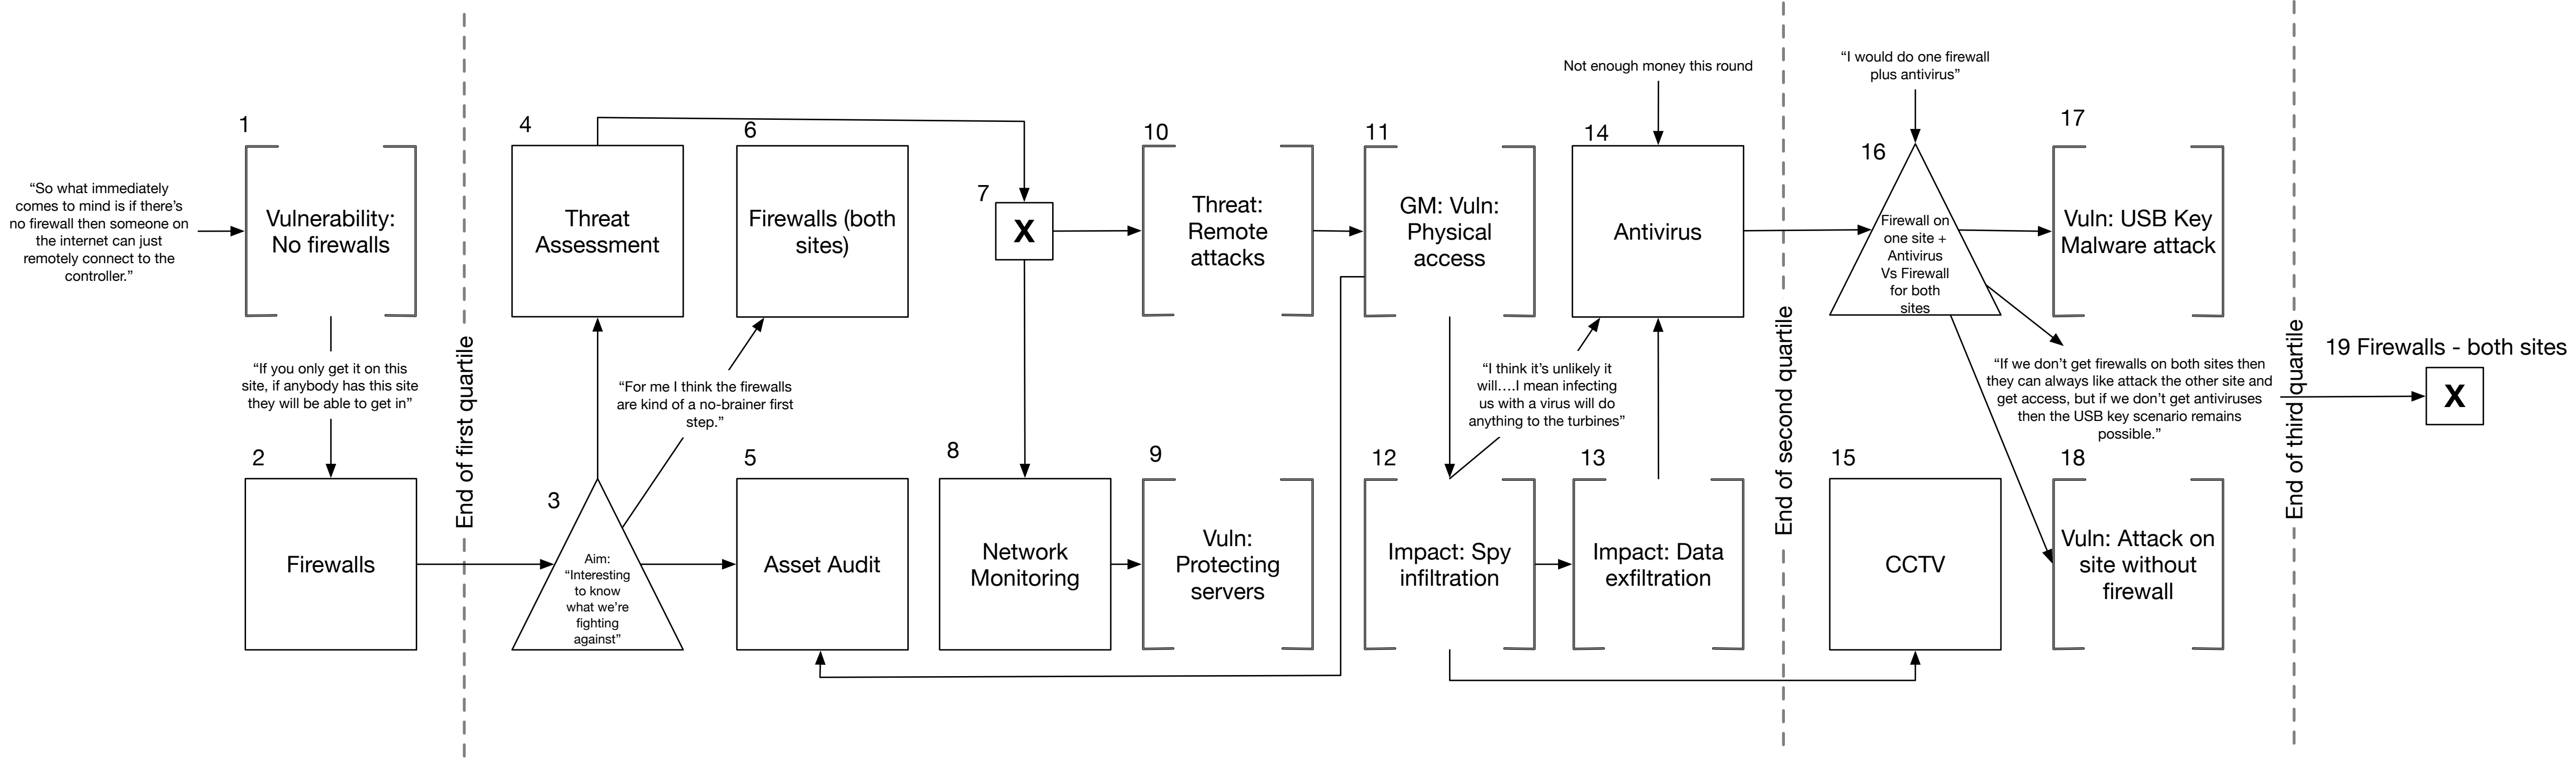 1
“So what immediately
comes to mind is if there’s
no firewall then someone on
the internet can just
remotely connect to the
controller.”
Vulnerability:
No firewalls
“If you only get it on this
site, if anybody has this site
they will be able to get in”
2
Firewalls
End of first quartile
3
Aim:
“Interesting
to know
what we’re
fighting
against”
4
Threat
Assessment
“For me I think the firewalls
are kind of a no-brainer first
step.”
5
Asset Audit
6
Firewalls (both
sites)
7
X
8
Network
Monitoring
9
Vuln:
Protecting
servers
10
Threat:
Remote
attacks
11
GM: Vuln:
Physical
access
12
Impact: Spy
infiltration
“I think it’s unlikely it
will....I mean infecting
us with a virus will do
anything to the turbines”
13
Impact: Data
exfiltration
Not enough money this round
14
Antivirus
End of second quartile
15
CCTV
“I would do one firewall
plus antivirus”
16
Firewall on
one site +
Antivirus
Vs Firewall
for both
sites
17
Vuln: USB Key
Malware attack
“If we don’t get firewalls on both sites then
they can always like attack the other site and
get access, but if we don’t get antiviruses
then the USB key scenario remains
possible.”
18
Vuln: Attack on
site without
firewall
End of third quartile
19 Firewalls - both sites
X